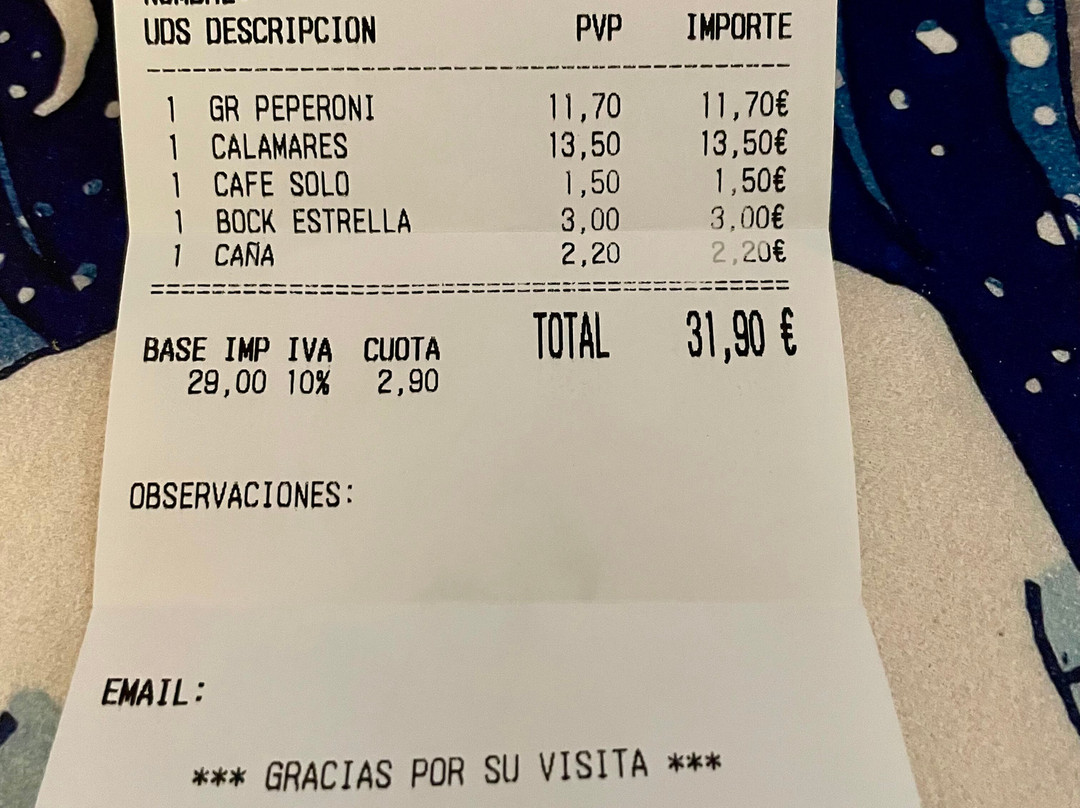 UDS DESCRIPCION PVP IMPORTE
1 GR PEPERONI 11,70 11,70€
1 CALAMARES 13,50 13,50€
1 CAFE SOLO 1,50 1,50€
1 BOCK ESTRELLA 3,00 3,00€
1 CAÑA 2,20 2,20€
TOTAL 31,90 €
BASE IMP IVA CUOTA
29,00 10% 2,90
OBSERVACIONES:
EMAIL:
*** GRACIAS POR SU VISITA ***